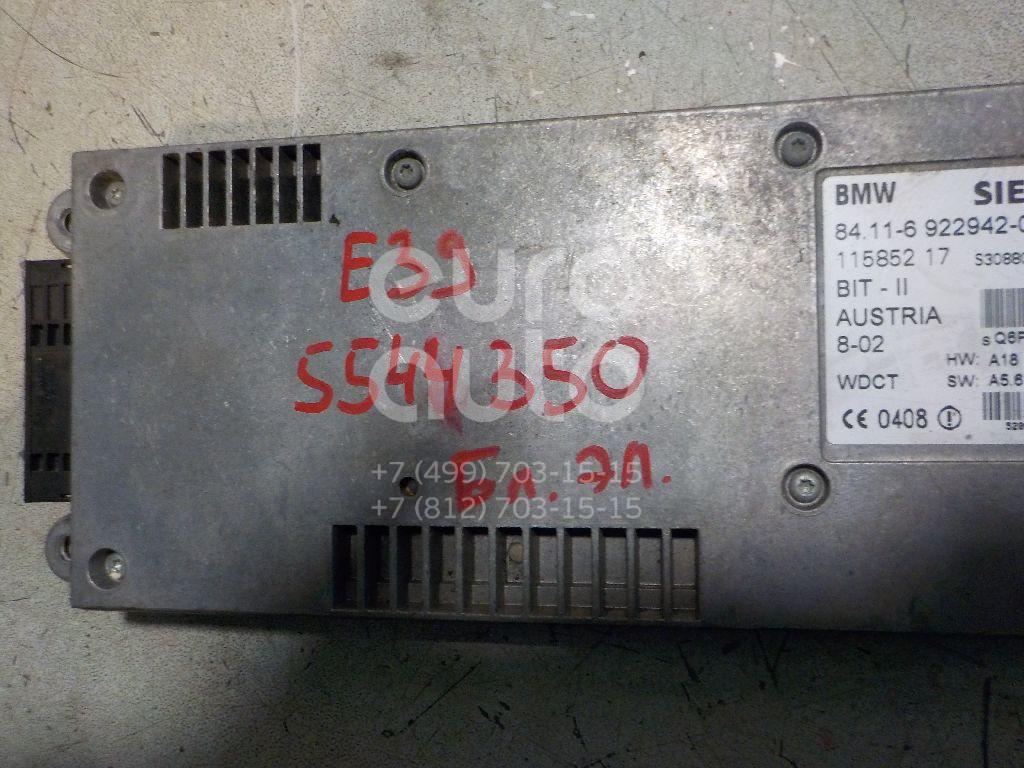 E39
5544350
Бл. эл.
euro
auto
+7 (499) 703-15-15
+7 (812) 703-15-15
BMW SIE
84.11-6 922942-0
115852 17 S30880
BIT - II
AUSTRIA
8-02 sQ6P
HW: A18
WDCT SW: A5.6
CE 0408